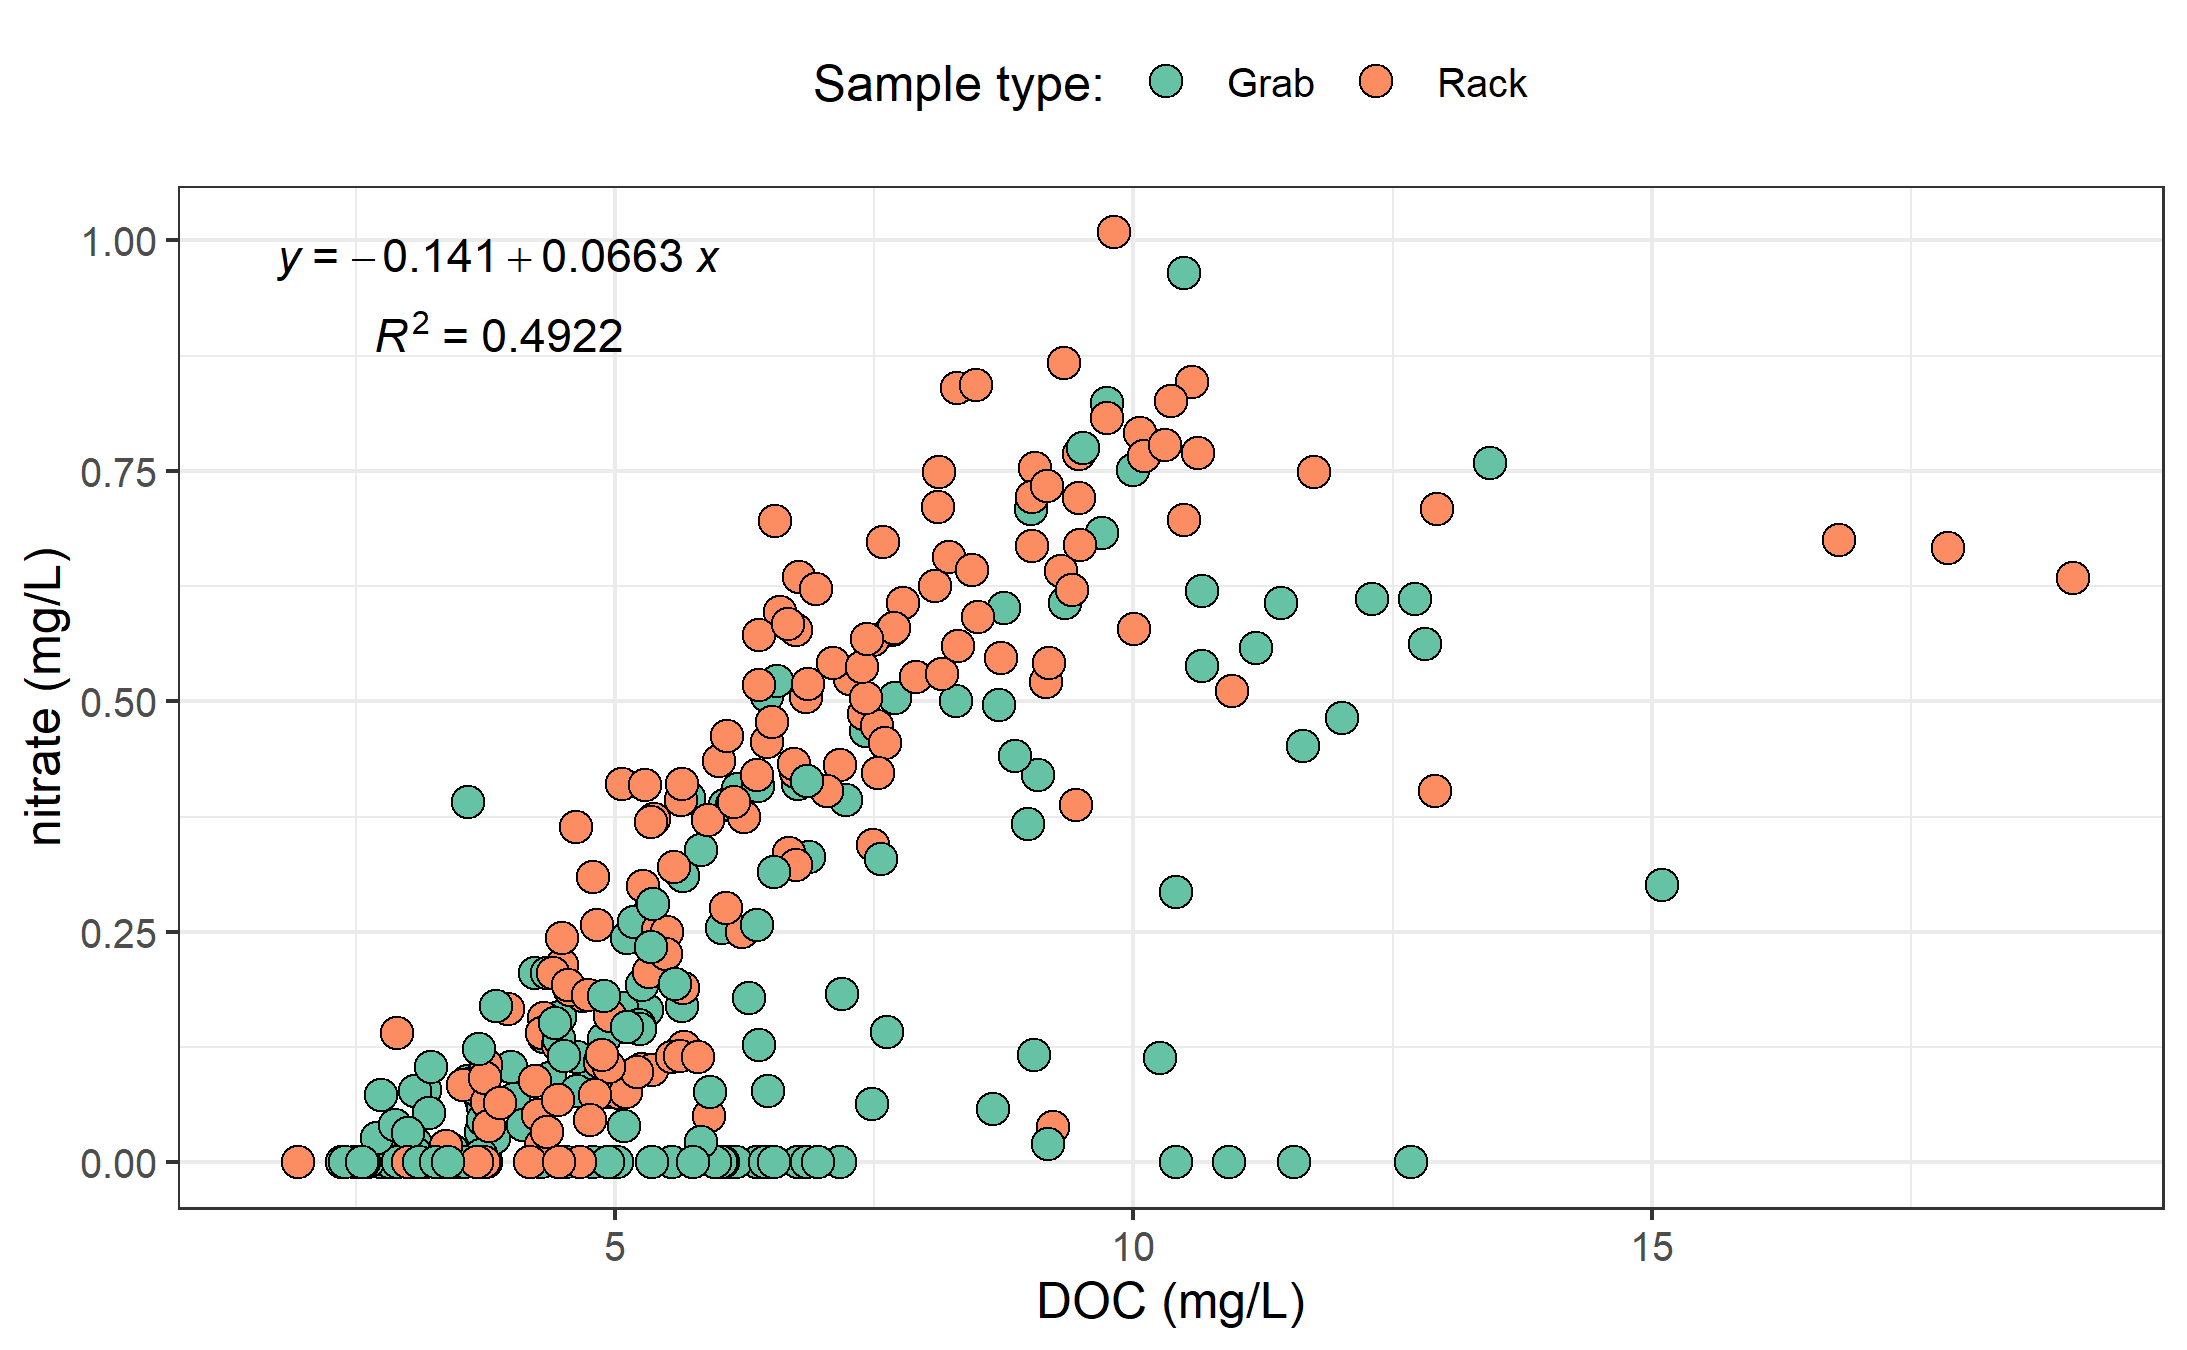 Sample type: Grab Rack
y = −0.141 + 0.0663 x
R² = 0.4922
1.00
0.75
0.50
0.25
0.00
nitrate (mg/L)
5 10 15
DOC (mg/L)